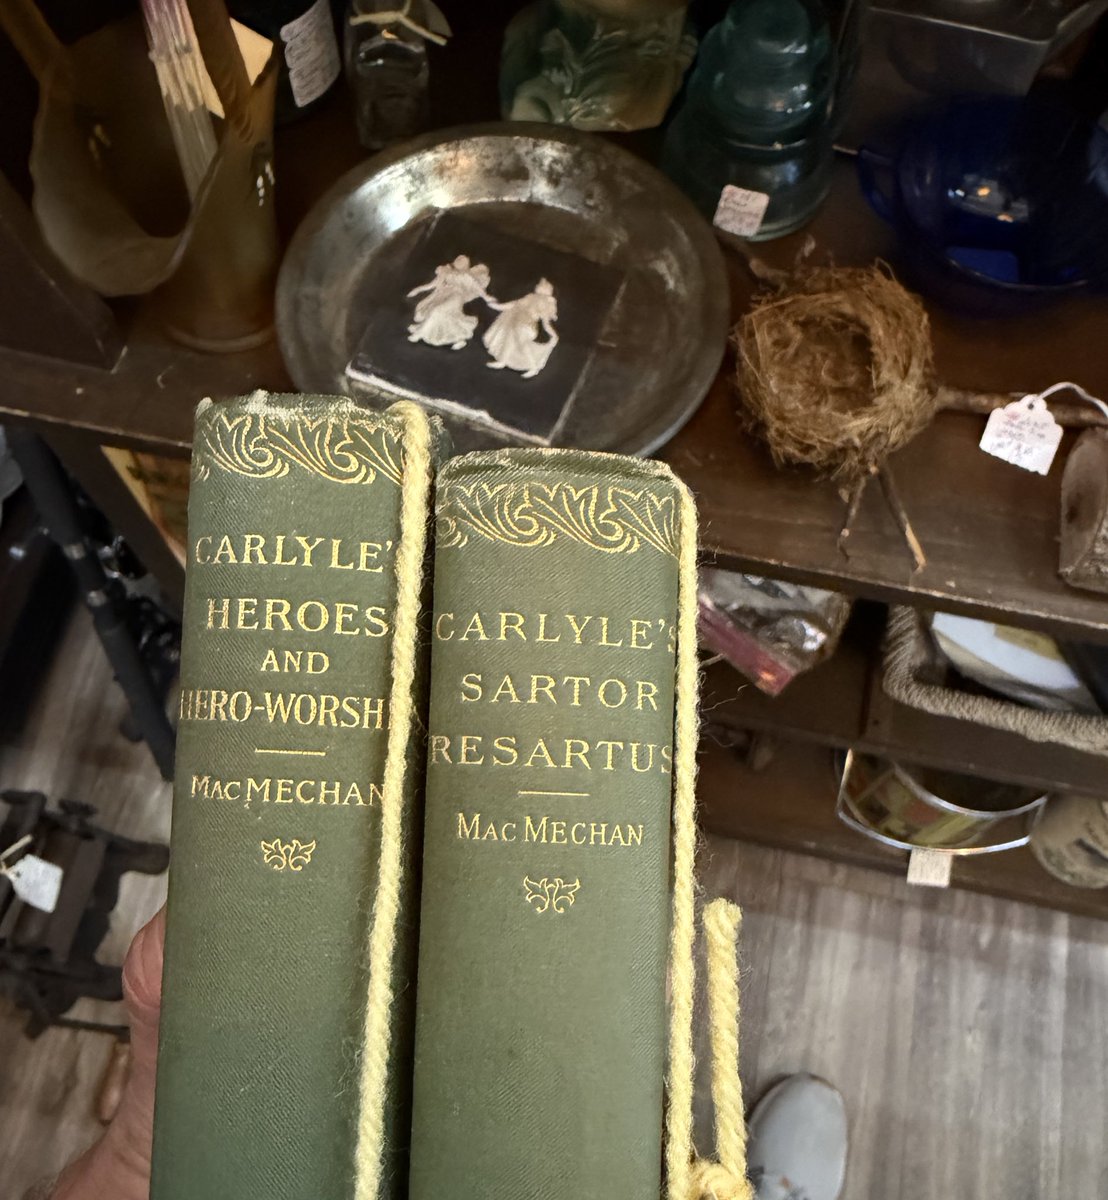 CARLYLE'
HEROES
AND
HERO-WORSHI
MACMECHAN
CARLYLE'S
SARTOR
RESARTUS
MACMECHAN